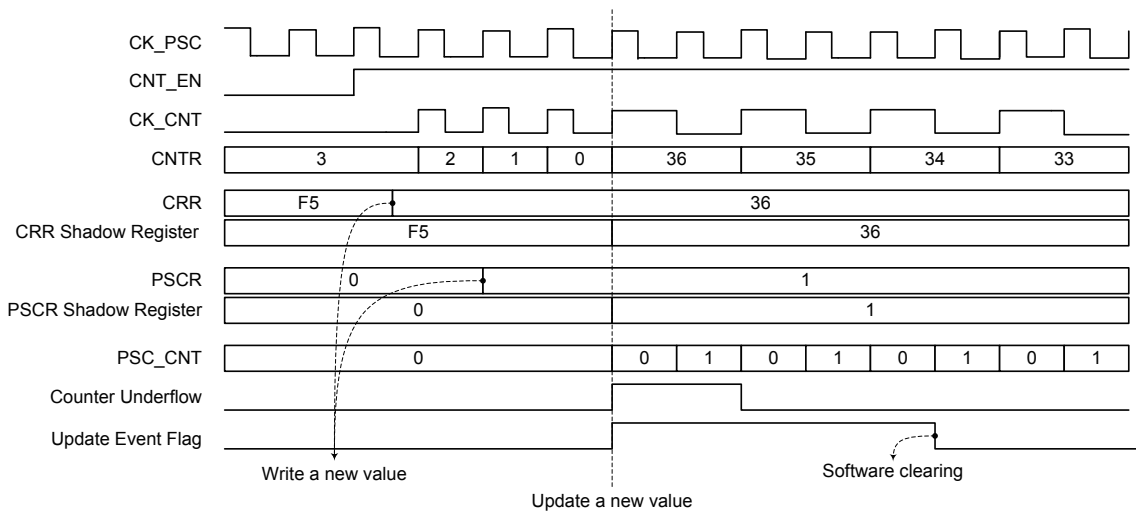 CK_PSC
CNT_EN
CK_CNT
CNTR 3 2 1 0 36 35 34 33
CRR F5 36
CRR Shadow Register F5 36
PSCR 0 1
PSCR Shadow Register 0 1
PSC_CNT 0 0 1 0 1 0 1 0 1
Counter Underflow
Update Event Flag
Write a new value Software clearing
Update a new value